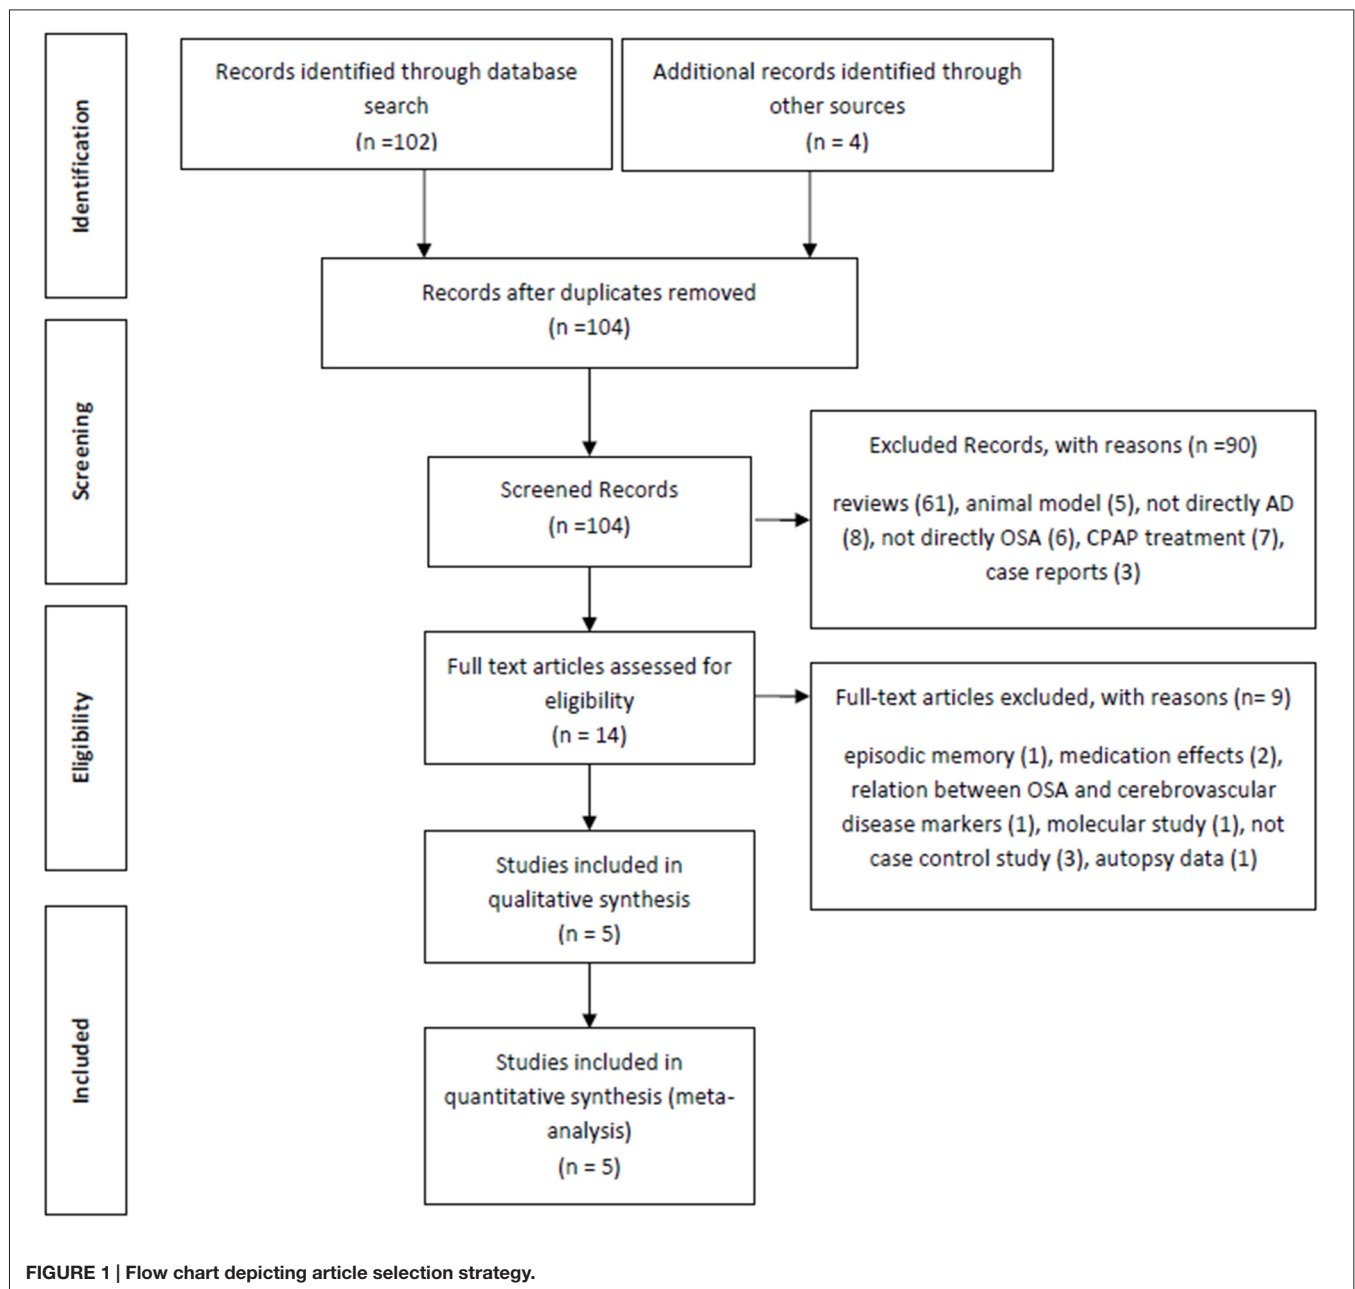 Identification
Records identified through database
search
(n =102)
Additional records identified through
other sources
(n = 4)
Records after duplicates removed
(n =104)
Screening
Screened Records
(n =104)
Excluded Records, with reasons (n =90)
reviews (61), animal model (5), not directly AD
(8), not directly OSA (6), CPAP treatment (7),
case reports (3)
Eligibility
Full text articles assessed for
eligibility
(n = 14)
Full-text articles excluded, with reasons (n= 9)
episodic memory (1), medication effects (2),
relation between OSA and cerebrovascular
disease markers (1), molecular study (1), not
case control study (3), autopsy data (1)
Studies included in
qualitative synthesis
(n = 5)
Included
Studies included in
quantitative synthesis (meta-
analysis)
(n = 5)
FIGURE 1 | Flow chart depicting article selection strategy.